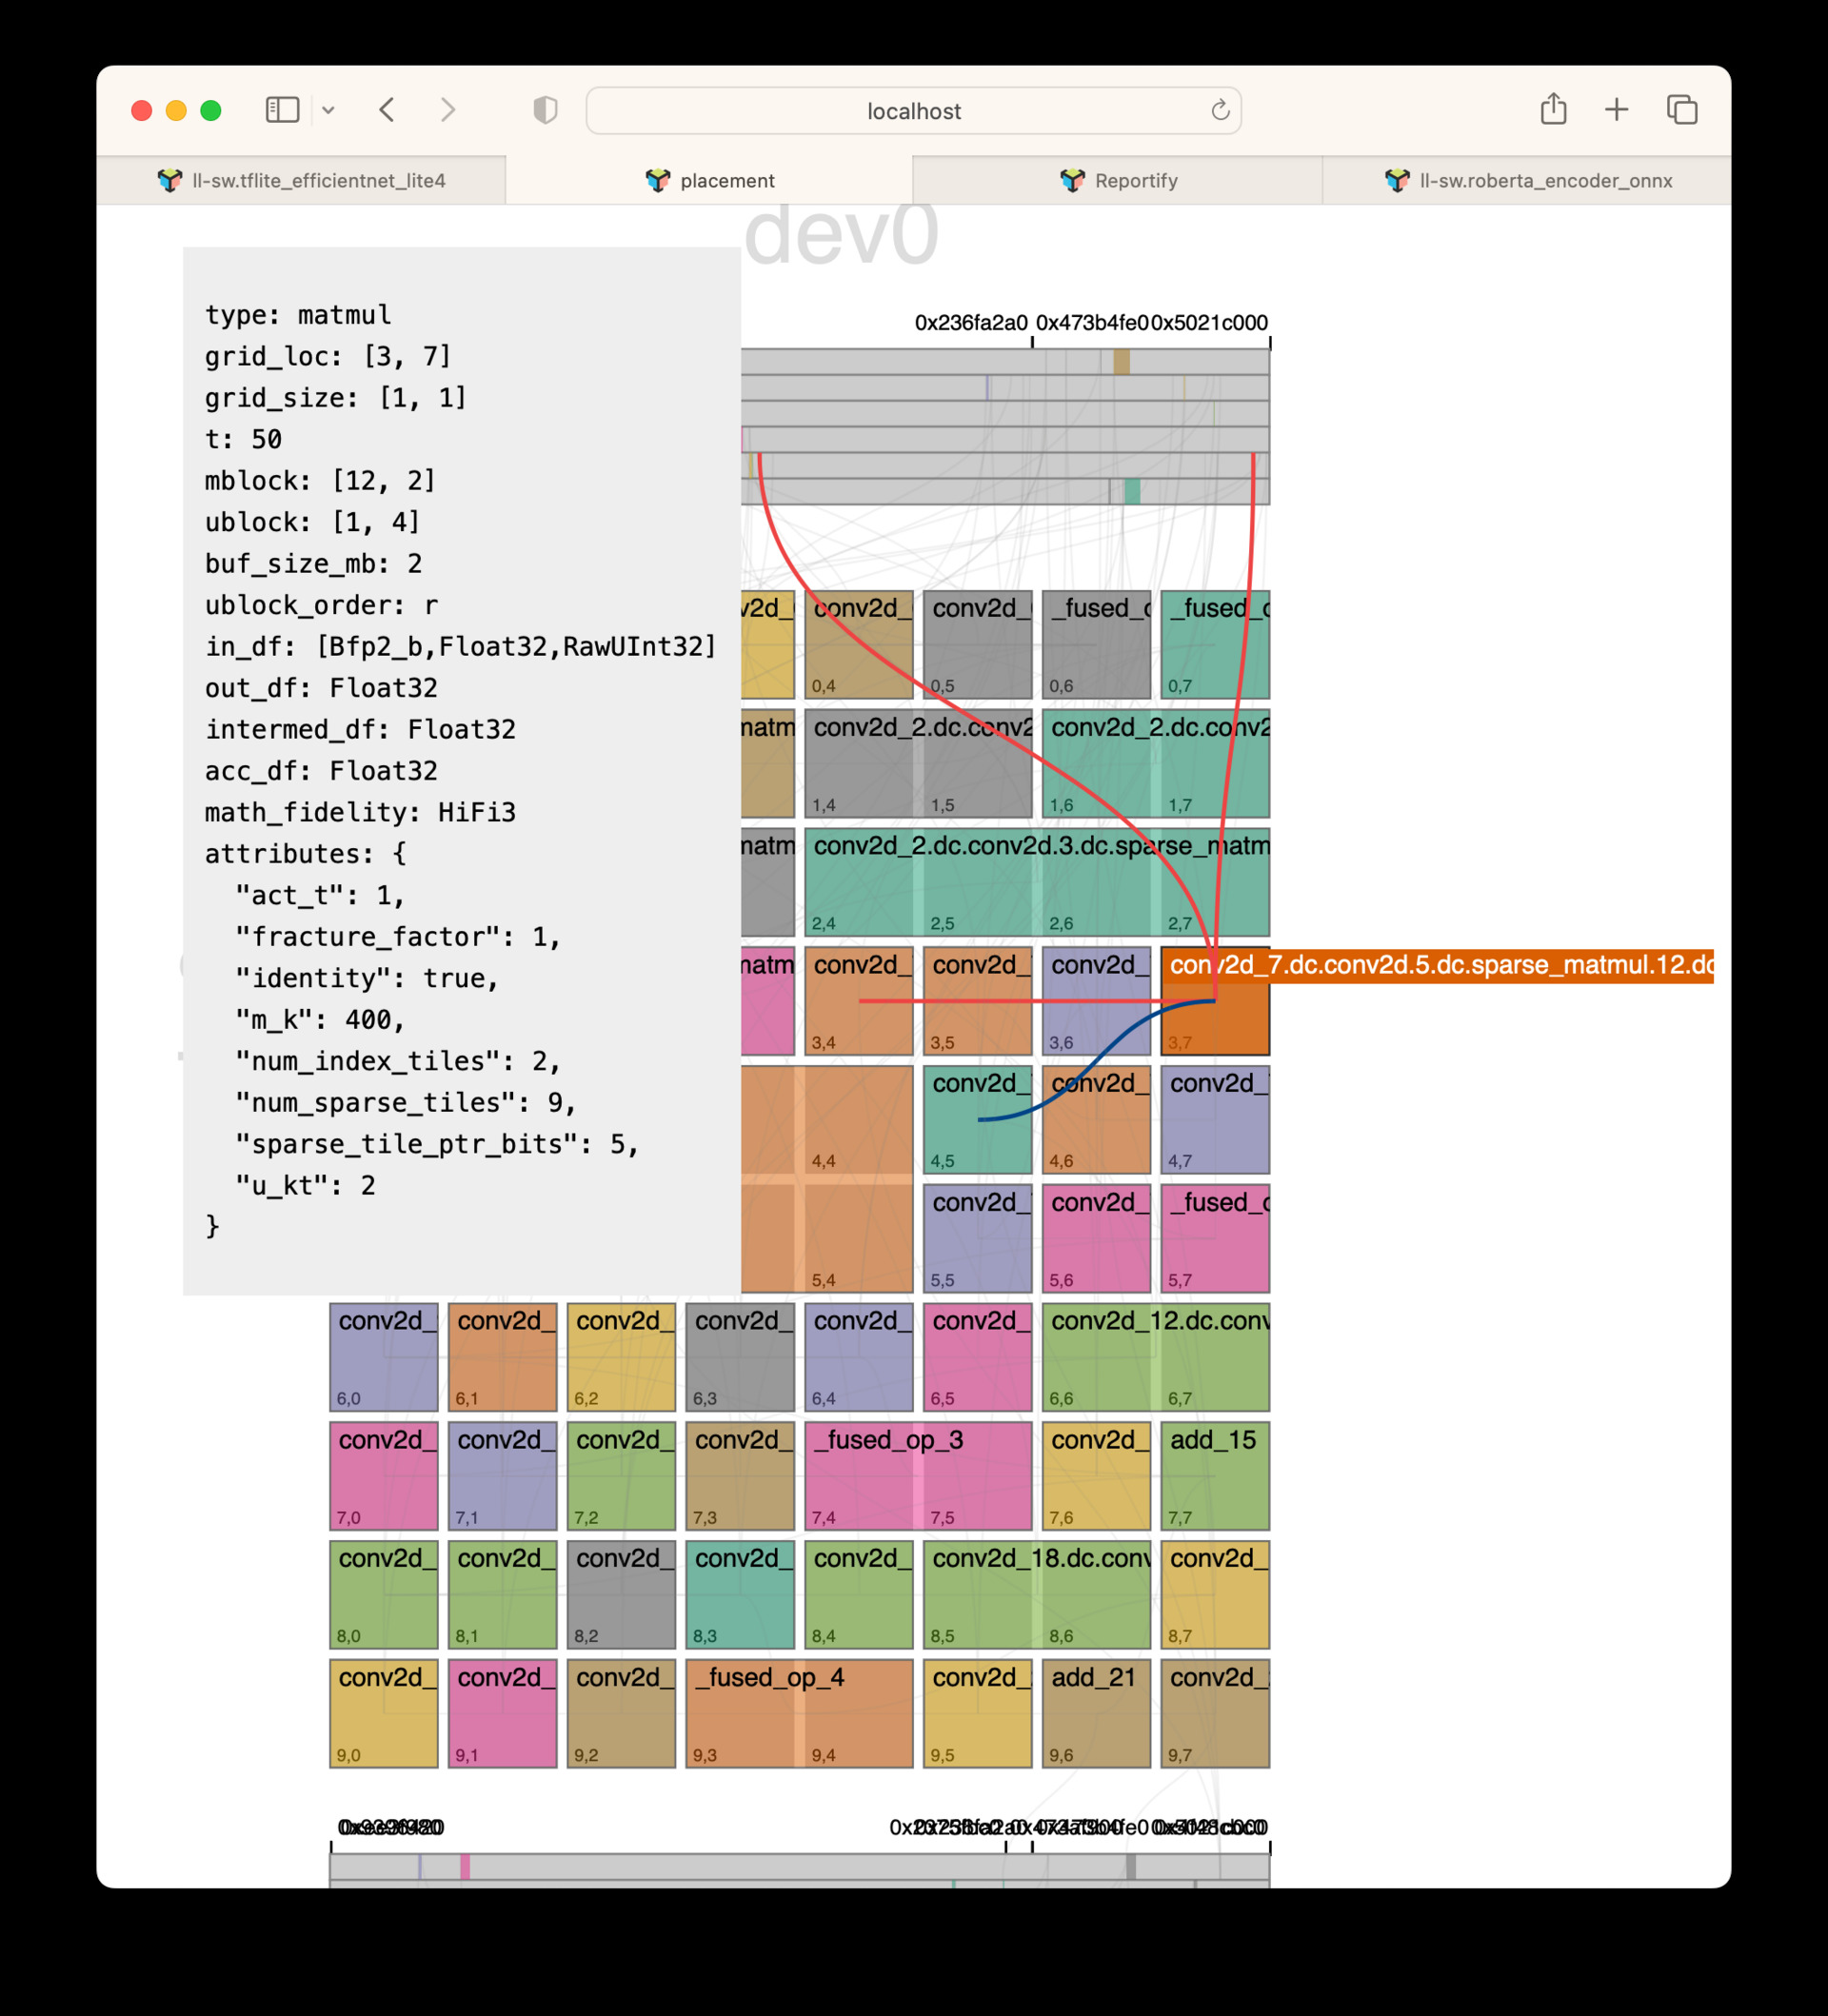 localhost
ll-sw.tflite_efficientnet_lite4
placement
Reportify
ll-sw.roberta_encoder_onnx
dev0
type: matmul
grid_loc: [3, 7]
grid_size: [1, 1]
t: 50
mblock: [12, 2]
ublock: [1, 4]
buf_size_mb: 2
ublock_order: r
in_df: [Bfp2_b,Float32,RawUInt32]
out_df: Float32
intermed_df: Float32
acc_df: Float32
math_fidelity: HiFi3
attributes: {
"act_t": 1,
"fracture_factor": 1,
"identity": true,
"m_k": 400,
"num_index_tiles": 2,
"num_sparse_tiles": 9,
"sparse_tile_ptr_bits": 5,
"u_kt": 2
}
0x236fa2a0 0x473b4fe0 0x5021c000
v2d_ conv2d_ conv2d_ _fused_ _fused_
0,4 0,5 0,6 0,7
matm conv2d_2.dc.conv2 conv2d_2.dc.conv2
1,4 1,5 1,6 1,7
matm conv2d_2.dc.conv2d.3.dc.sparse_matm
2,4 2,5 2,6 2,7
matm conv2d_ conv2d_ conv2d_ conv2d_7.dc.conv2d.5.dc.sparse_matmul.12.dc
3,4 3,5 3,6 3,7
conv2d_ conv2d_ conv2d_
4,4 4,5 4,6 4,7
conv2d_ conv2d_ _fused_
5,4 5,5 5,6 5,7
conv2d_ conv2d_ conv2d_ conv2d_ conv2d_ conv2d_ conv2d_12.dc.conv
6,0 6,1 6,2 6,3 6,4 6,5 6,6 6,7
conv2d_ conv2d_ conv2d_ conv2d_ _fused_op_3 conv2d_ add_15
7,0 7,1 7,2 7,3 7,4 7,5 7,6 7,7
conv2d_ conv2d_ conv2d_ conv2d_ conv2d_ conv2d_18.dc.conv conv2d_
8,0 8,1 8,2 8,3 8,4 8,5 8,6 8,7
conv2d_ conv2d_ conv2d_ _fused_op_4 conv2d_ add_21 conv2d_
9,0 9,1 9,2 9,3 9,4 9,5 9,6 9,7